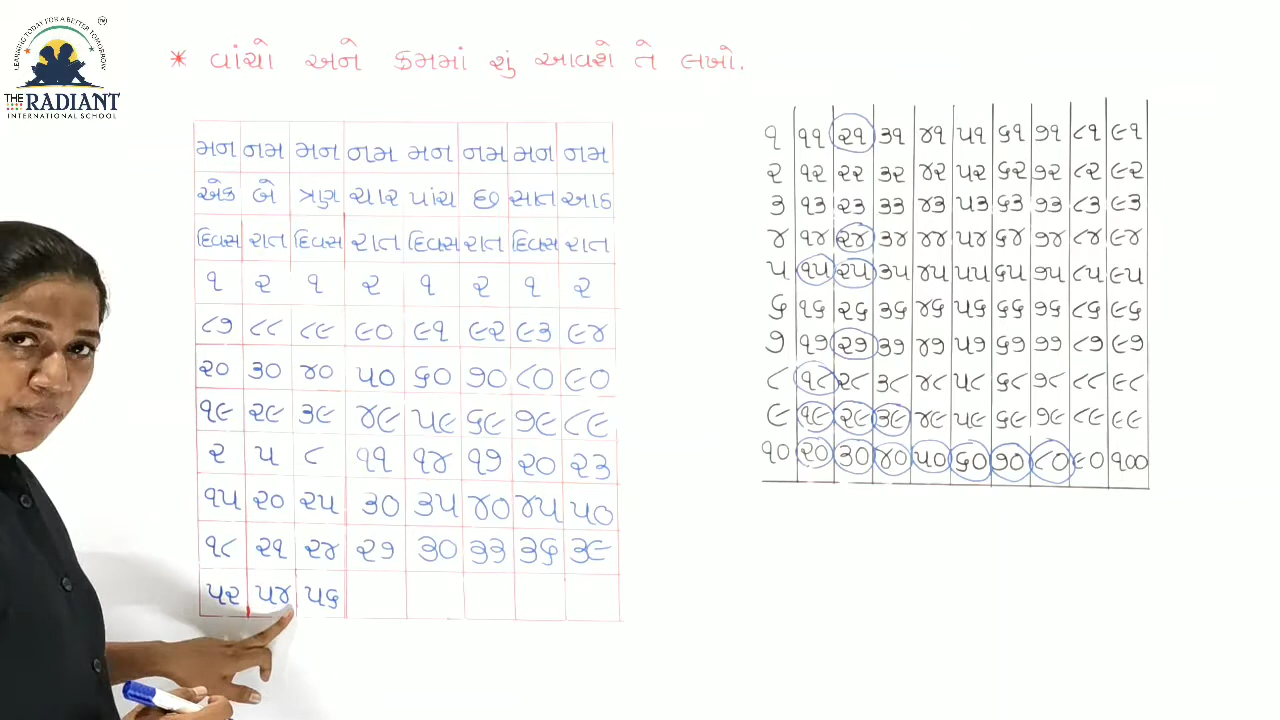 LEARNING TODAY FOR A BETTER TOMORROW
TM
THE RADIANT
INTERNATIONAL SCHOOL
* વાંચો અને ક્રમમાં શું આવશે તે લખો.
મન નમ મન નમ મન નમ મન નમ
એક બે ત્રણ ચાર પાંચ છ સાત આઠ
દિવસ રાત દિવસ રાત દિવસ રાત દિવસ રાત
૧ ૨ ૧ ૨ ૧ ૨ ૧ ૨
૮૭ ૮૮ ૮૯ ૯૦ ૯૧ ૯૨ ૯૩ ૯૪
૨૦ ૩૦ ૪૦ ૫૦ ૬૦ ૭૦ ૮૦ ૯૦
૧૯ ૨૯ ૩૯ ૪૯ ૫૯ ૬૯ ૭૯ ૮૯
૨ ૫ ૮ ૧૧ ૧૪ ૧૭ ૨૦ ૨૩
૧૫ ૨૦ ૨૫ ૩૦ ૩૫ ૪૦ ૪૫ ૫૦
૧૮ ૨૧ ૨૪ ૨૭ ૩૦ ૩૩ ૩૬ ૩૯
૫૨ ૫૪ ૫૬
૧ ૧૧ ૨૧ ૩૧ ૪૧ ૫૧ ૬૧ ૭૧ ૮૧ ૯૧
૨ ૧૨ ૨૨ ૩૨ ૪૨ ૫૨ ૬૨ ૭૨ ૮૨ ૯૨
૩ ૧૩ ૨૩ ૩૩ ૪૩ ૫૩ ૬૩ ૭૩ ૮૩ ૯૩
૪ ૧૪ ૨૪ ૩૪ ૪૪ ૫૪ ૬૪ ૭૪ ૮૪ ૯૪
૫ ૧૫ ૨૫ ૩૫ ૪૫ ૫૫ ૬૫ ૭૫ ૮૫ ૯૫
૬ ૧૬ ૨૬ ૩૬ ૪૬ ૫૬ ૬૬ ૭૬ ૮૬ ૯૬
૭ ૧૭ ૨૭ ૩૭ ૪૭ ૫૭ ૬૭ ૭૭ ૮૭ ૯૭
૮ ૧૮ ૨૮ ૩૮ ૪૮ ૫૮ ૬૮ ૭૮ ૮૮ ૯૮
૯ ૧૯ ૨૯ ૩૯ ૪૯ ૫૯ ૬૯ ૭૯ ૮૯ ૯૯
૧૦ ૨૦ ૩૦ ૪૦ ૫૦ ૬૦ ૭૦ ૮૦ ૯૦ ૧૦૦